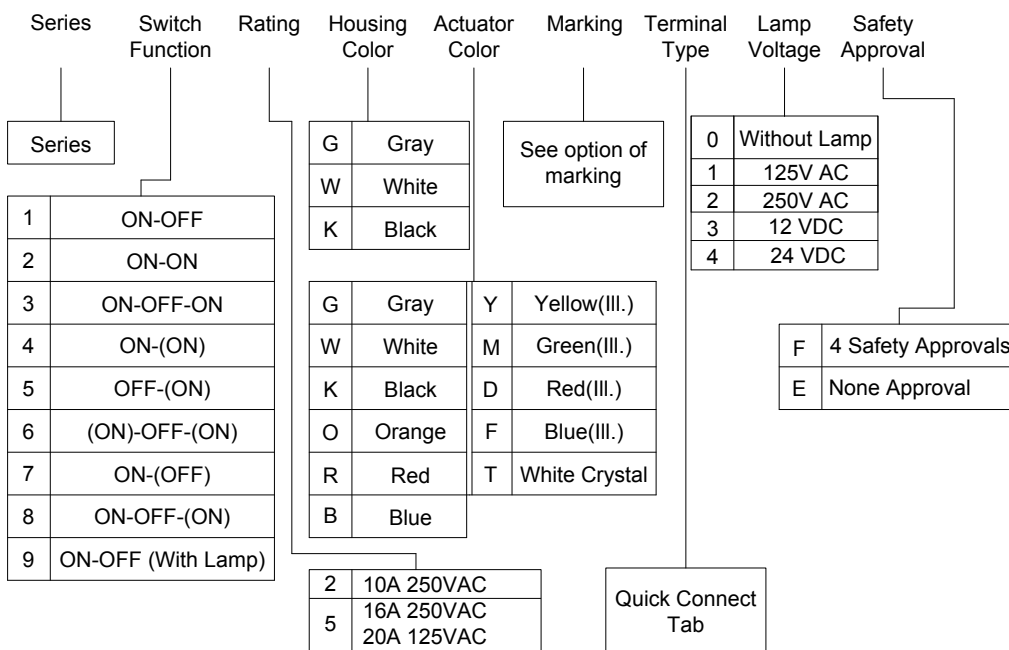 Series Switch Function Rating Housing Color Actuator Color Marking Terminal Type Lamp Voltage Safety Approval
Series
1 ON-OFF
2 ON-ON
3 ON-OFF-ON
4 ON-(ON)
5 OFF-(ON)
6 (ON)-OFF-(ON)
7 ON-(OFF)
8 ON-OFF-(ON)
9 ON-OFF (With Lamp)
G Gray
W White
K Black
See option of
marking
0 Without Lamp
1 125V AC
2 250V AC
3 12 VDC
4 24 VDC
G Gray Y Yellow(Ill.)
W White M Green(Ill.)
K Black D Red(Ill.)
O Orange F Blue(Ill.)
R Red T White Crystal
B Blue
F 4 Safety Approvals
E None Approval
2 10A 250VAC
5 16A 250VAC
20A 125VAC
Quick Connect
Tab